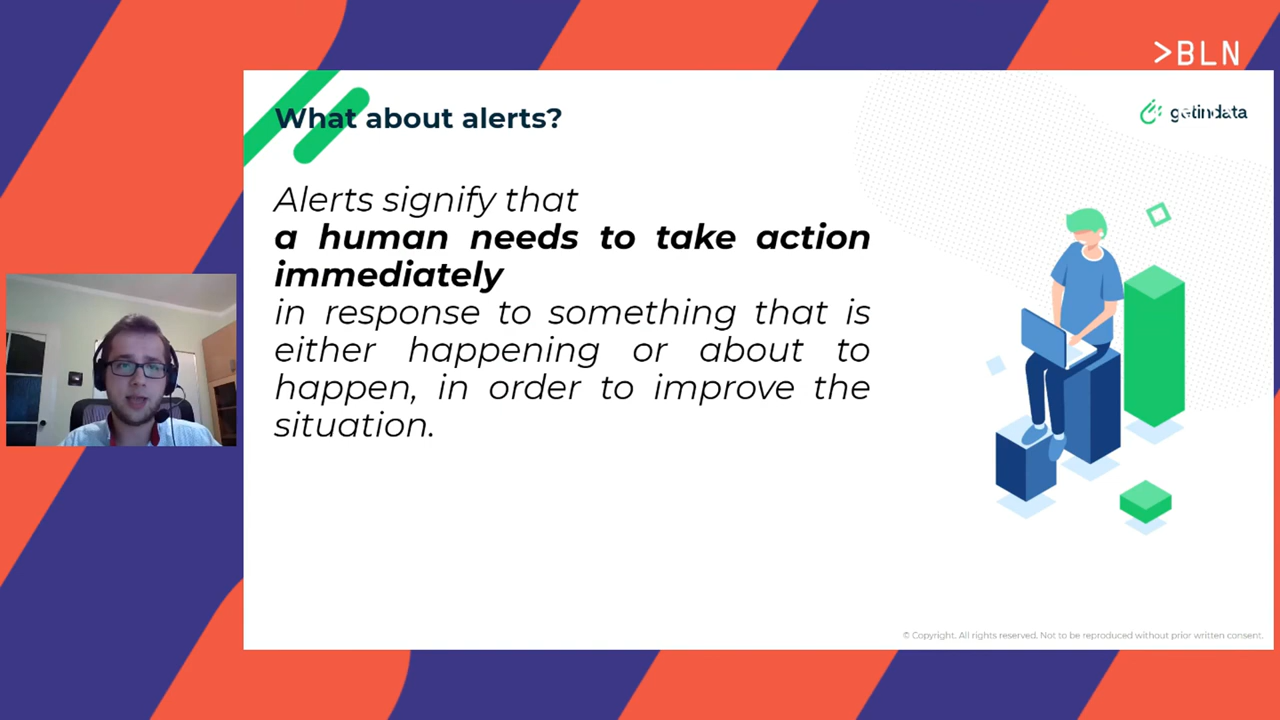 >BLN
What about alerts?
getindata
Alerts signify that
a human needs to take action
immediately
in response to something that is
either happening or about to
happen, in order to improve the
situation.
© Copyright. All rights reserved. Not to be reproduced without prior written consent.